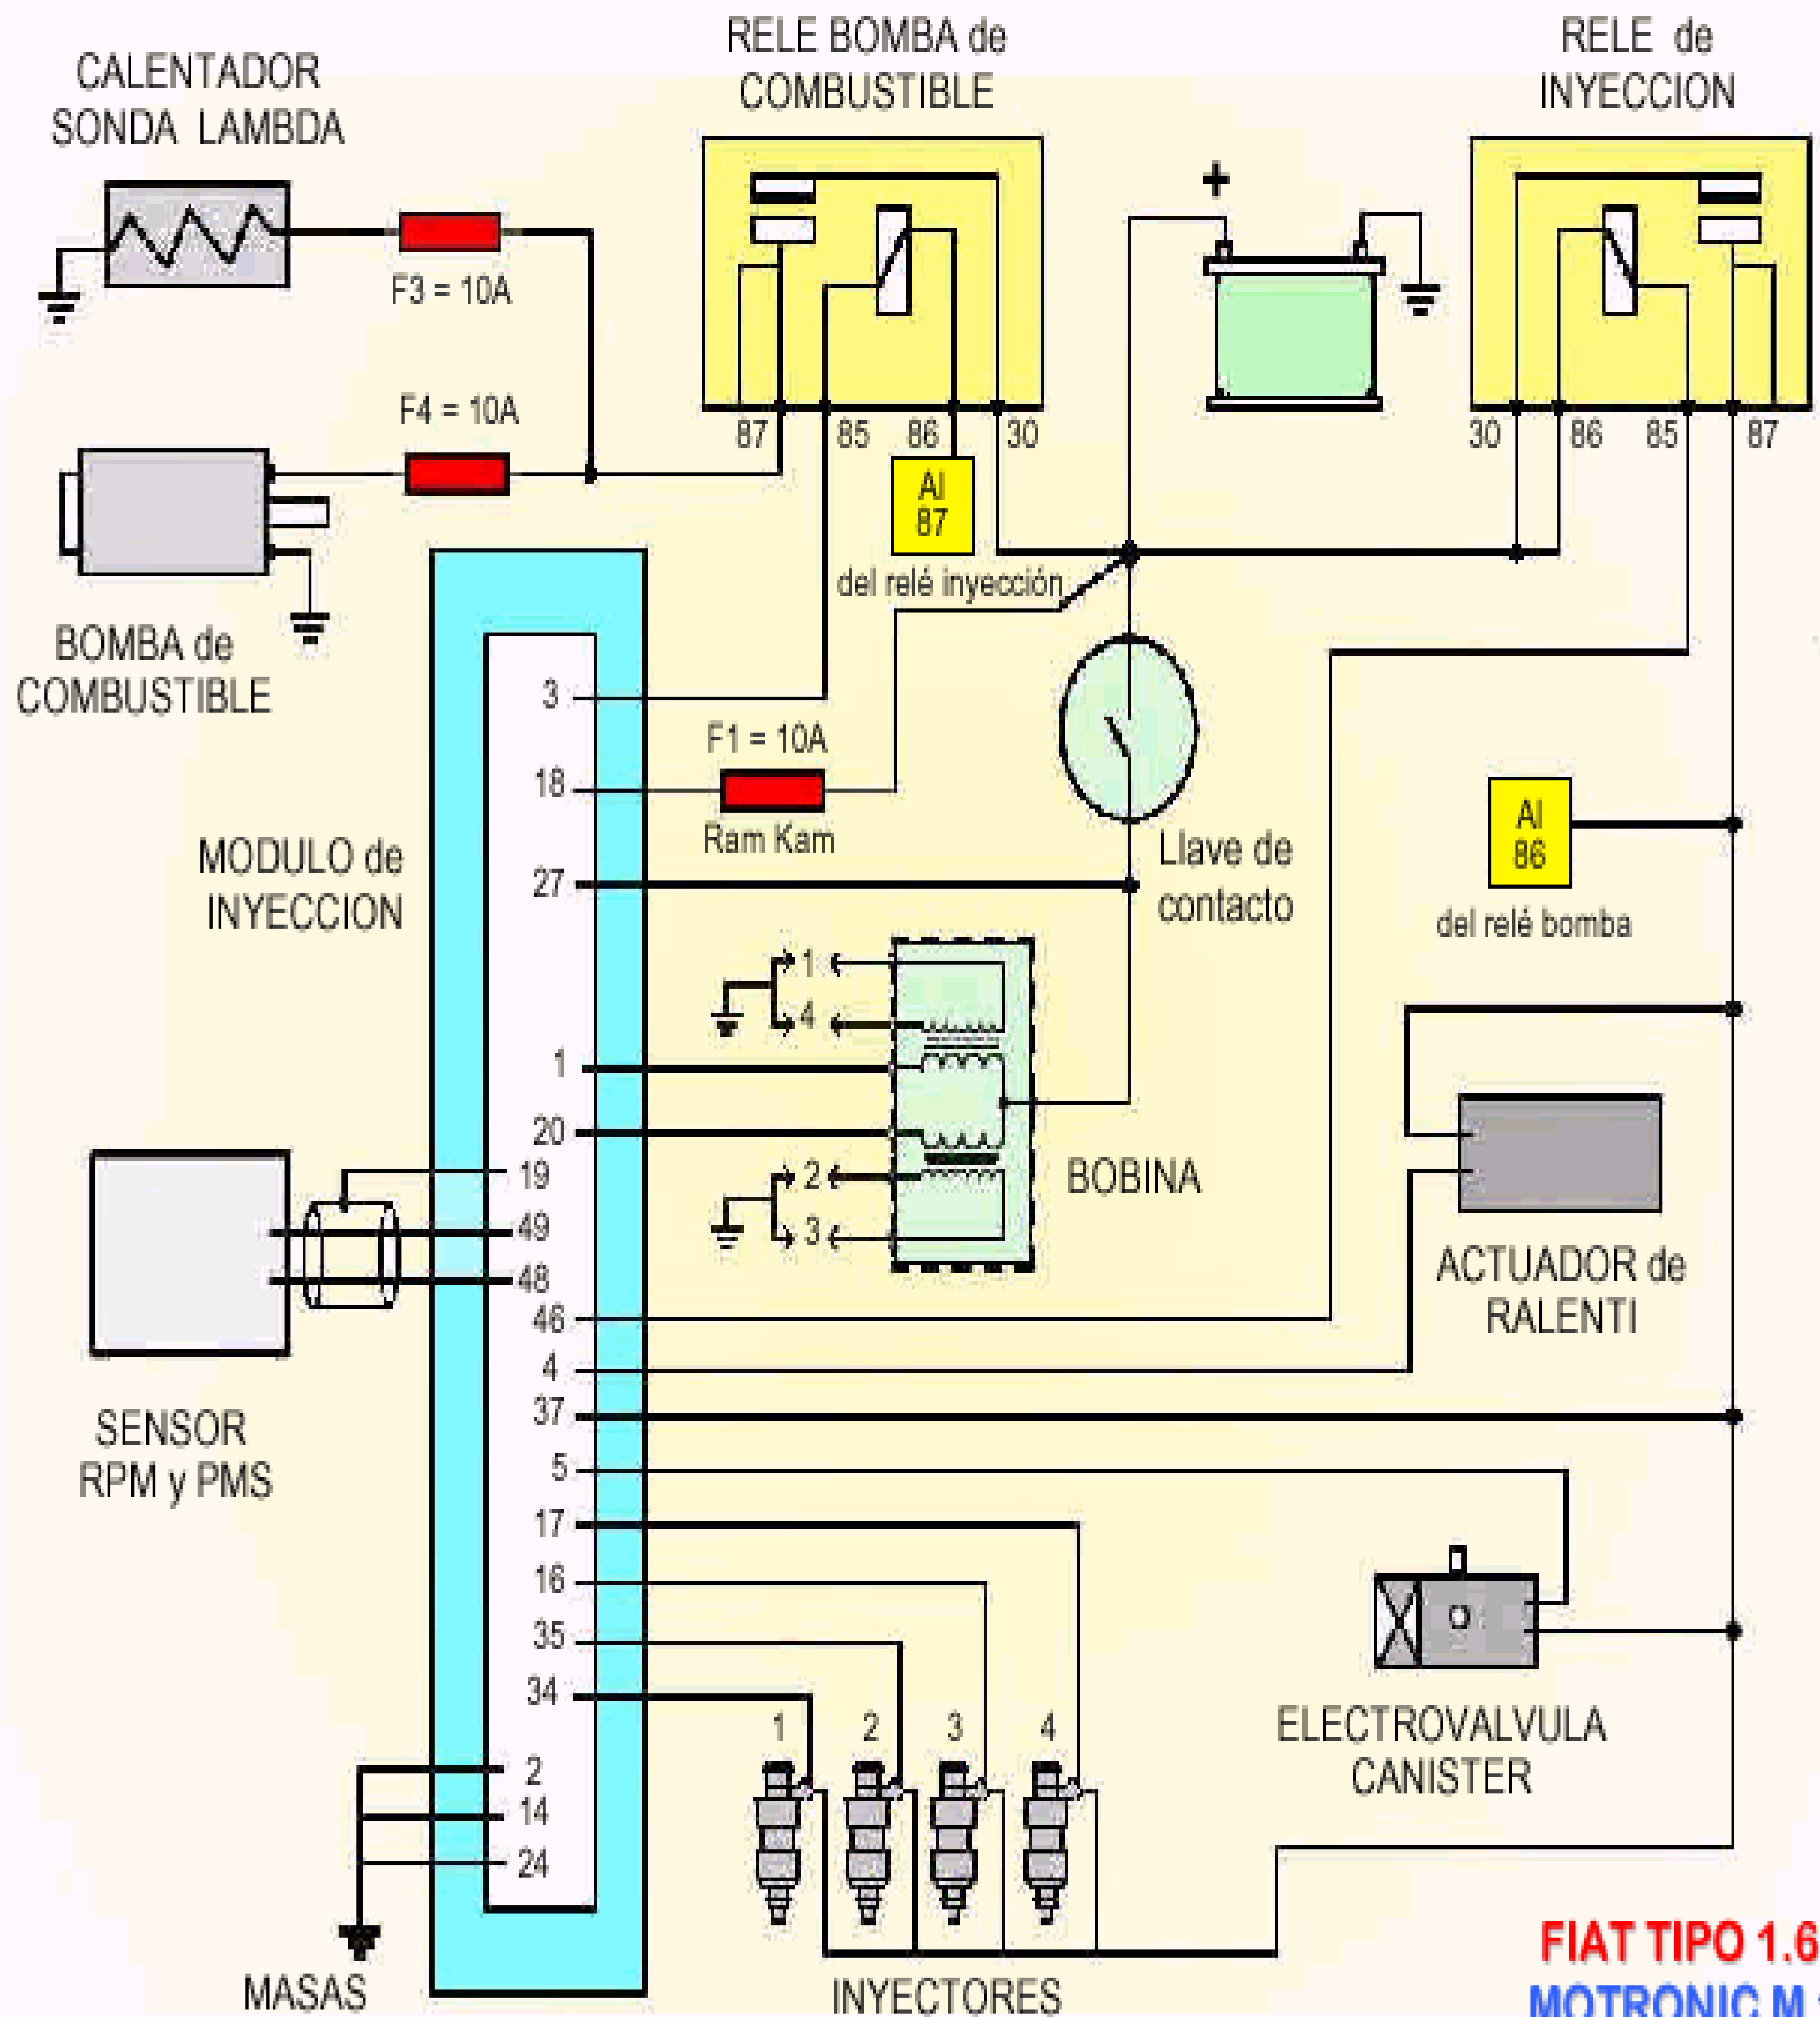 RELE BOMBA de
COMBUSTIBLE
RELE de
INYECCION
CALENTADOR
SONDA LAMBDA
+
F3 = 10A
F4 = 10A
87
85
86
30
30
86
85
87
Al
87
del relé inyección
BOMBA de
COMBUSTIBLE
3
F1 = 10A
18
Ram Kam
27
Llave de
contacto
Al
86
del relé bomba
MODULO de
INYECCION
1
4
1
20
2
3
BOBINA
19
49
48
46
4
37
5
17
16
35
34
ACTUADOR de
RALENTI
SENSOR
RPM y PMS
1
2
3
4
ELECTROVALVULA
CANISTER
2
14
24
MASAS
INYECTORES
FIAT TIPO 1.6
MOTRONIC M